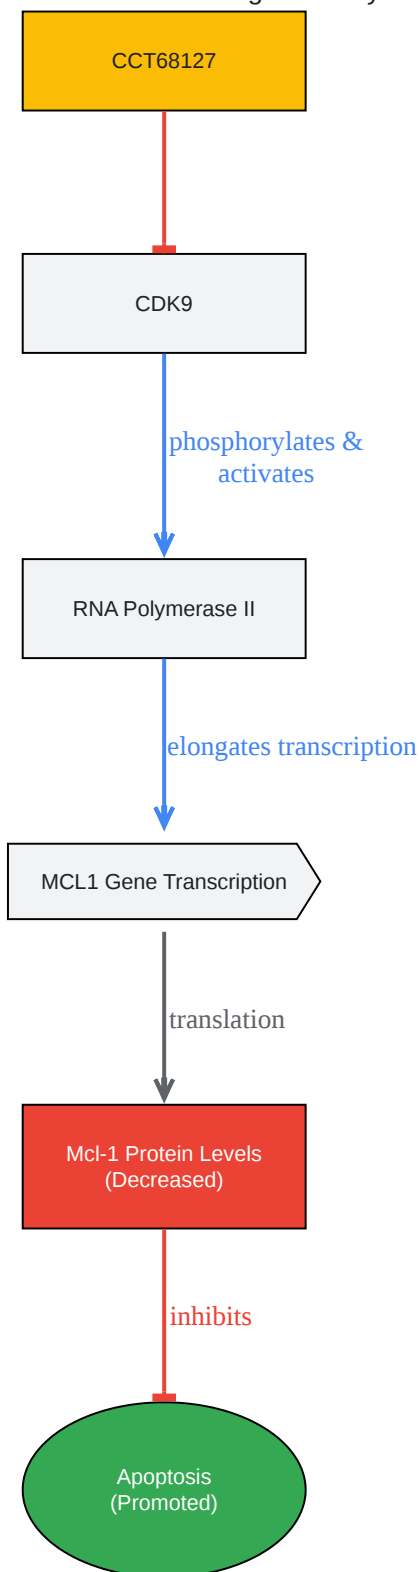 CCT68127
CDK9
phosphorylates &
activates
RNA Polymerase II
elongates transcription
MCL1 Gene Transcription
translation
Mcl-1 Protein Levels
(Decreased)
inhibits
Apoptosis
(Promoted)